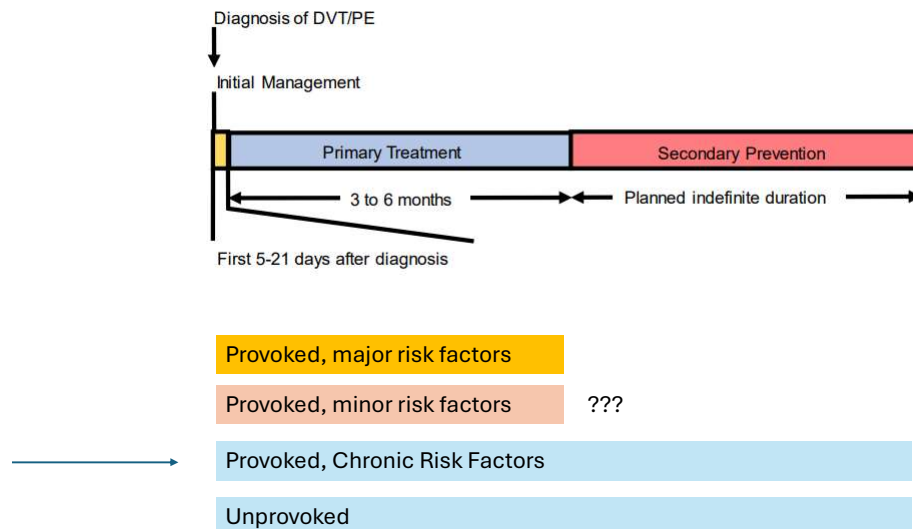 Diagnosis of DVT/PE
Initial Management
Primary Treatment
Secondary Prevention
3 to 6 months
Planned indefinite duration
First 5-21 days after diagnosis
Provoked, major risk factors
Provoked, minor risk factors
???
Provoked, Chronic Risk Factors
Unprovoked